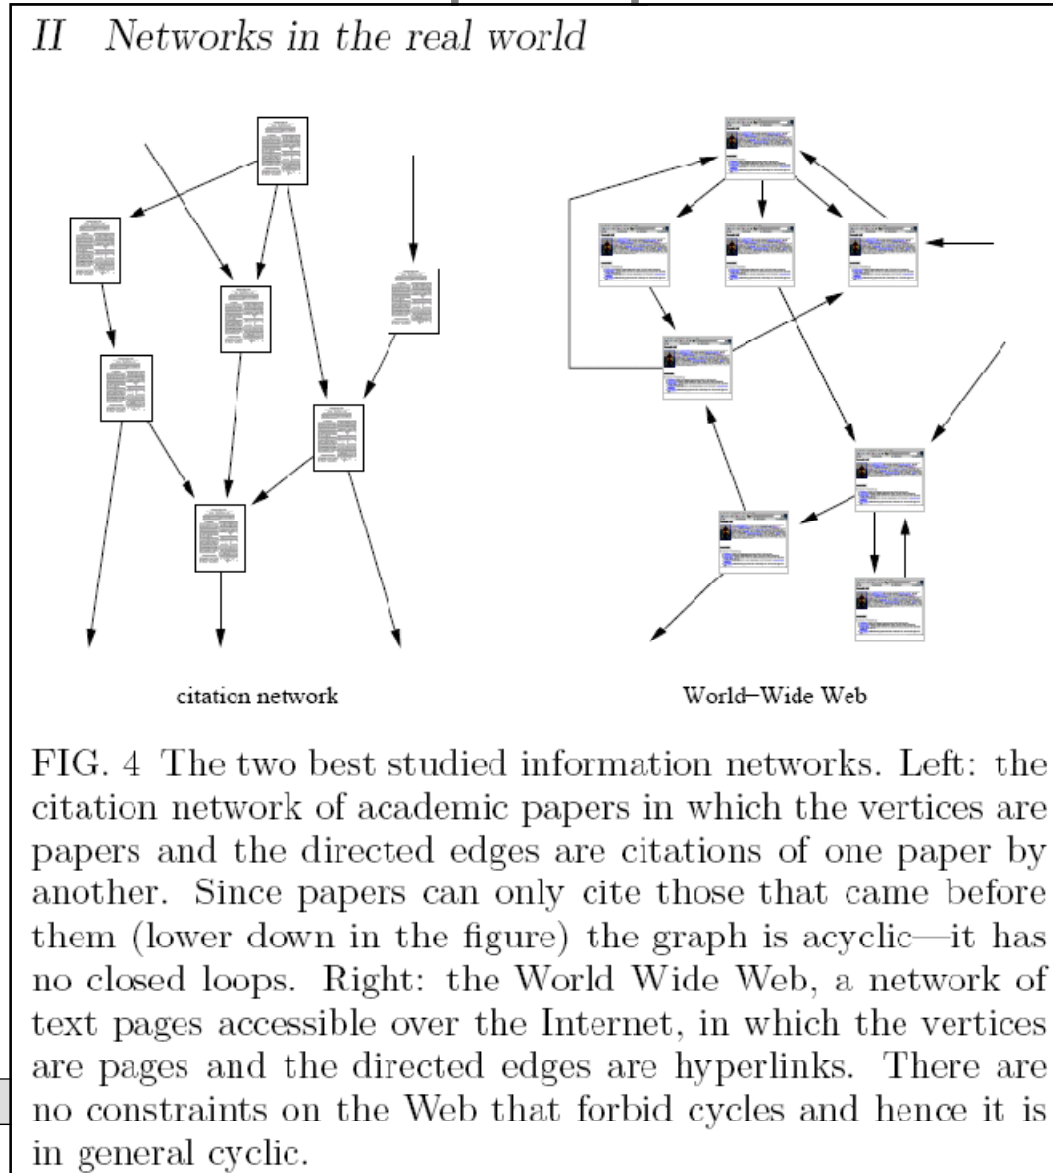 II Networks in the real world
citation network
World-Wide Web
FIG. 4 The two best studied information networks. Left: the
citation network of academic papers in which the vertices are
papers and the directed edges are citations of one paper by
another. Since papers can only cite those that came before
them (lower down in the figure) the graph is acyclic—it has
no closed loops. Right: the World Wide Web, a network of
text pages accessible over the Internet, in which the vertices
are pages and the directed edges are hyperlinks. There are
no constraints on the Web that forbid cycles and hence it is
in general cyclic.